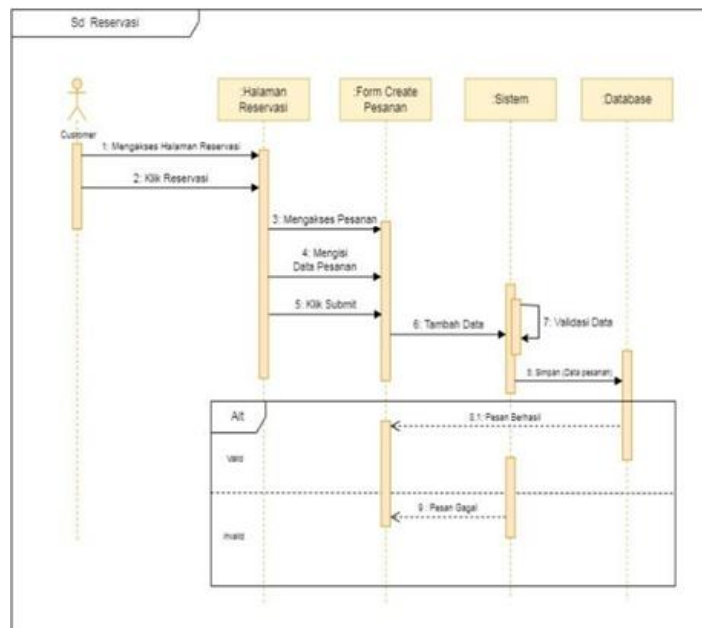 Sd Reservasi
:Halaman
Reservasi
:Form Create
Pesanan
:Sistem
:Database
Customer
1: Mengakses Halaman Reservasi
2: Klik Reservasi
3: Mengakses Pesanan
4: Mengisi
Data Pesanan
5: Klik Submit
6: Tambah Data
7: Validasi Data
8. Simpan (Data pesanan)
Alt
8.1: Pesan Berhasil
Valid
9 : Pesan Gagal
Invalid